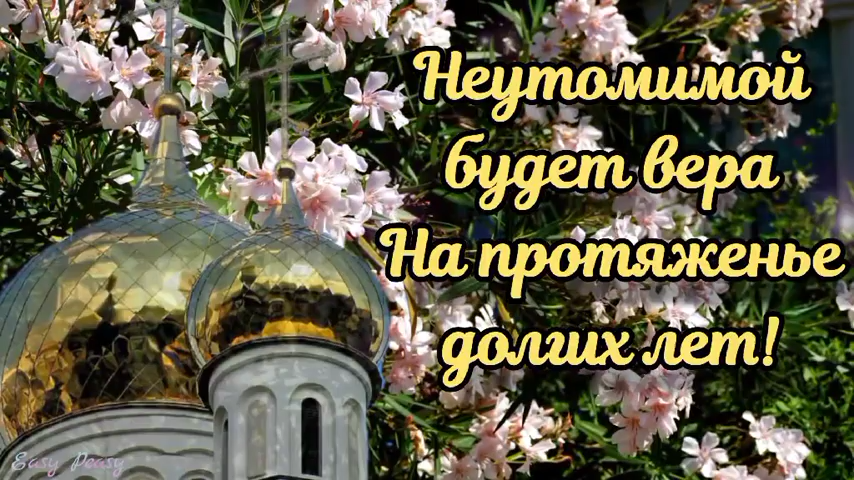 Неутомимой
будет вера
На протяженье
долгих лет!
Easy Peasy